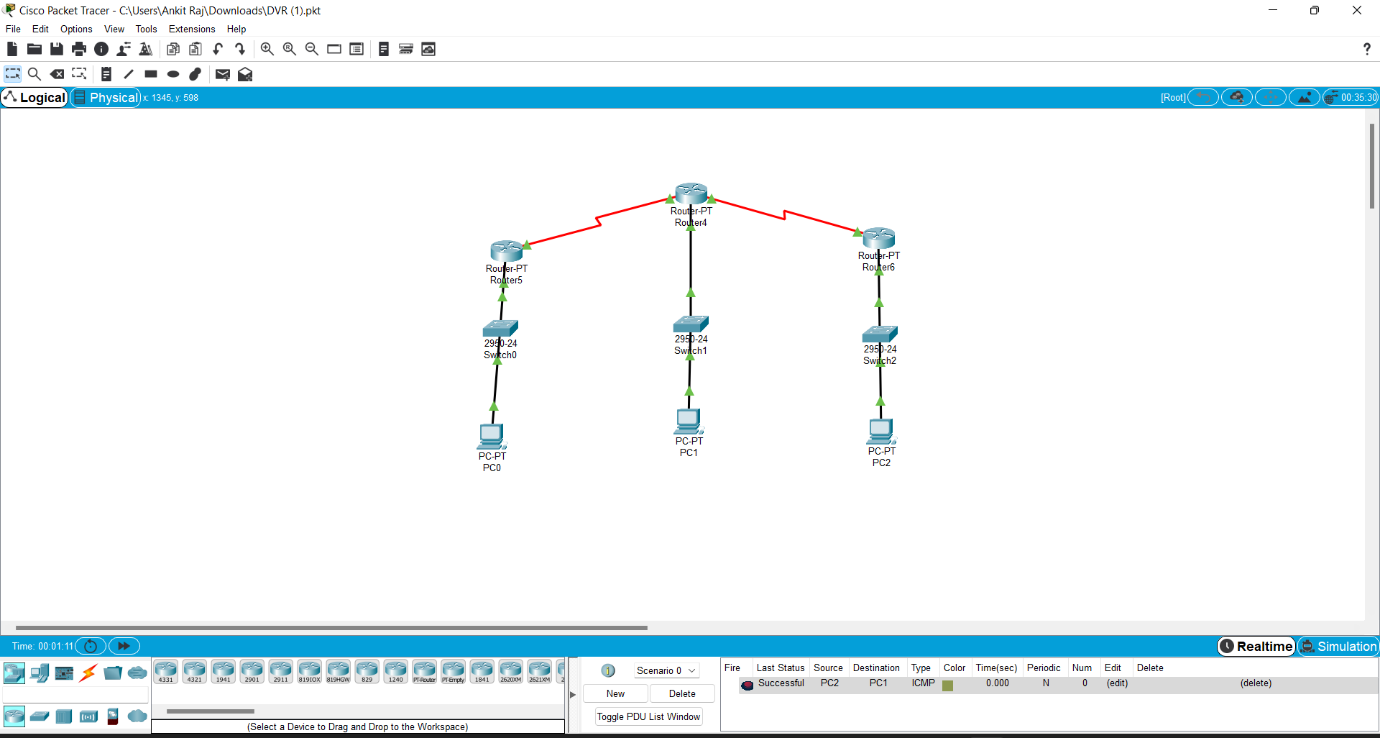 Cisco Packet Tracer - C:\Users\Ankit Raj\Downloads\DVR (1).pkt
File Edit Options View Tools Extensions Help
?
Logical Physical x: 1345, y: 598 [Root] 00:35:30
Router-PT
Router4
Router-PT
Router5
Router-PT
Router6
2950-24
Switch0
2950-24
Switch1
2950-24
Switch2
PC-PT
PC0
PC-PT
PC1
PC-PT
PC2
Time: 00:01:11 Realtime Simulation
4331 4321 1941 2901 2911 819IOX 819HGW 829 1240 PT-Router PT-Empty 1841 2620XM 2621XM 2
(Select a Device to Drag and Drop to the Workspace)
Scenario 0
New Delete
Toggle PDU List Window
Fire Last Status Source Destination Type Color Time(sec) Periodic Num Edit Delete
Successful PC2 PC1 ICMP 0.000 N 0 (edit) (delete)